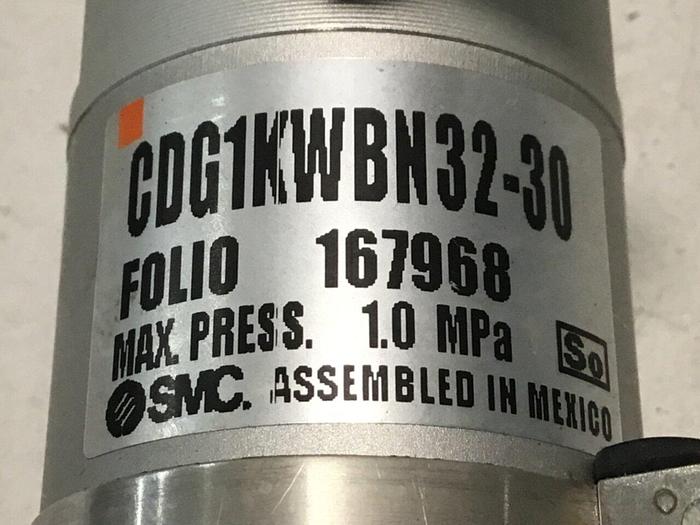 CDG1KWBN32-30
FOLIO 167968
MAX. PRESS. 1.0 MPa
So
SMC. ASSEMBLED IN MEXICO